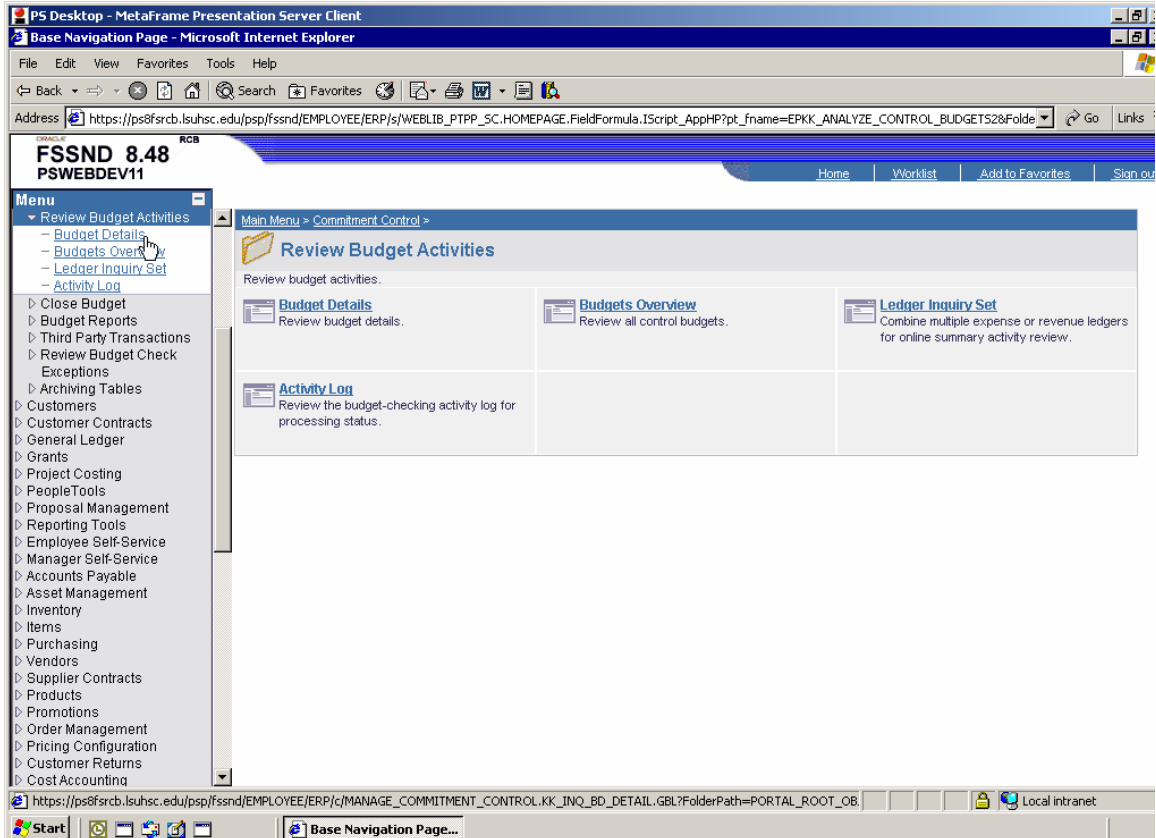 PS Desktop - MetaFrame Presentation Server Client
Base Navigation Page - Microsoft Internet Explorer
File Edit View Favorites Tools Help
Back Search Favorites
Address https://ps8fsrcb.lsuhsc.edu/psp/fssnd/EMPLOYEE/ERP/s/WEBLIB_PTPP_SC.HOMEPAGE.FieldFormula.IScript_AppHP?pt_fname=EPKK_ANALYZE_CONTROL_BUDGETS2&Folde Go Links
ORACLE RCB
FSSND 8.48
PSWEBDEV11
Home Worklist Add to Favorites Sign ou
Menu
Review Budget Activities
Budget Details
Budgets Overview
Ledger Inquiry Set
Activity Log
Close Budget
Budget Reports
Third Party Transactions
Review Budget Check
Exceptions
Archiving Tables
Customers
Customer Contracts
General Ledger
Grants
Project Costing
PeopleTools
Proposal Management
Reporting Tools
Employee Self-Service
Manager Self-Service
Accounts Payable
Asset Management
Inventory
Items
Purchasing
Vendors
Supplier Contracts
Products
Promotions
Order Management
Pricing Configuration
Customer Returns
Cost Accounting
Main Menu > Commitment Control >
Review Budget Activities
Review budget activities.
Budget Details
Review budget details.
Budgets Overview
Review all control budgets.
Ledger Inquiry Set
Combine multiple expense or revenue ledgers
for online summary activity review.
Activity Log
Review the budget-checking activity log for
processing status.
https://ps8fsrcb.lsuhsc.edu/psp/fssnd/EMPLOYEE/ERP/c/MANAGE_COMMITMENT_CONTROL.KK_INQ_BD_DETAIL.GBL?FolderPath=PORTAL_ROOT_OB Local intranet
Start Base Navigation Page...